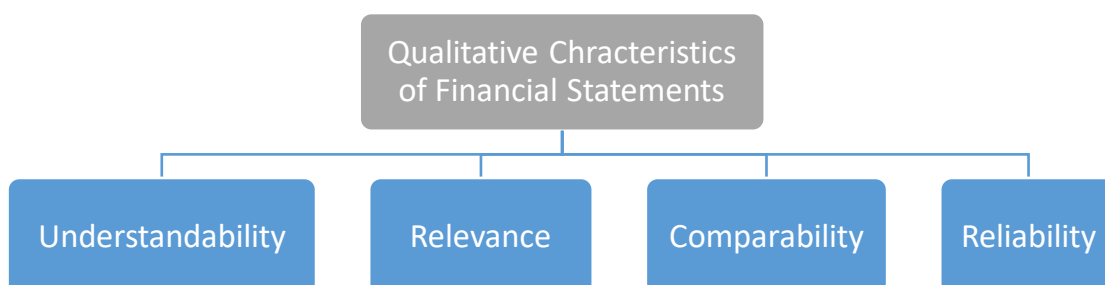 Qualitative Chracteristics
of Financial Statements
Understandability
Relevance
Comparability
Reliability